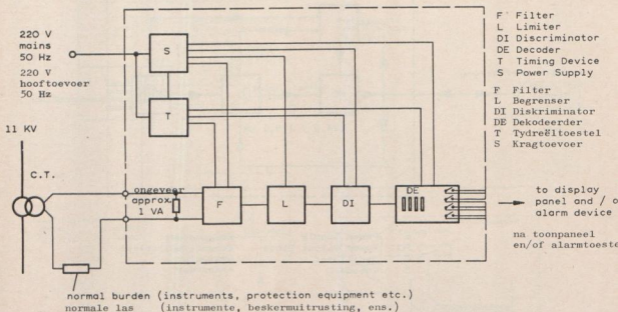 220 V
mains
50 Hz
220 V
hooftoevoer
50 Hz
11 KV
C.T.
S
T
ongeveer
approx.
1 VA
F
L
DI
DE
F Filter
L Limiter
DI Discriminator
DE Decoder
T Timing Device
S Power Supply
F Filter
L Begrenser
DI Diskriminator
DE Dekodeerder
T Tydreëltoestel
S Kragtoevoer
to display
panel and / o
alarm device
na toonpaneel
en/of alarmtoeste
normal burden (instruments, protection equipment etc.)
normale las (instrumente, beskermuitrusting, ens.)